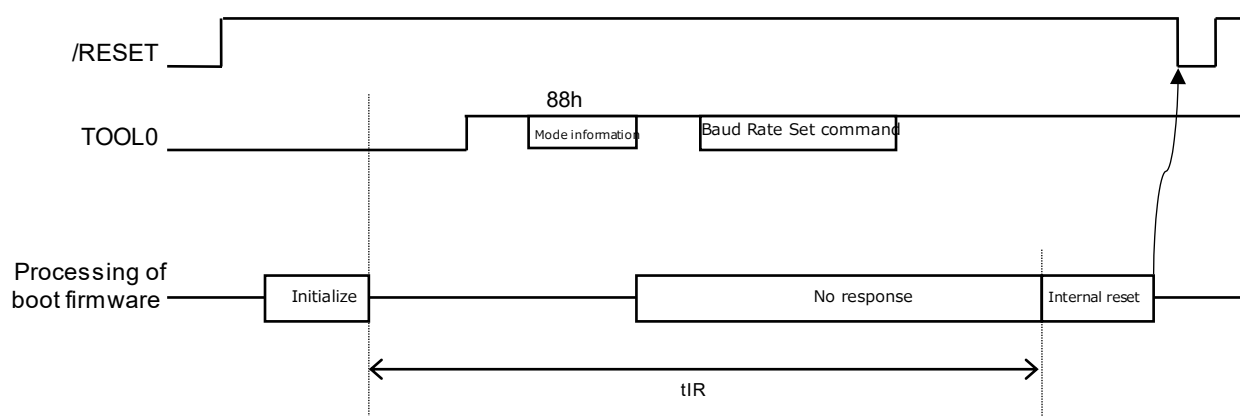 /RESET
88h
TOOL0
Mode information
Baud Rate Set command
Processing of
boot firmware
Initialize
No response
Internal reset
tIR